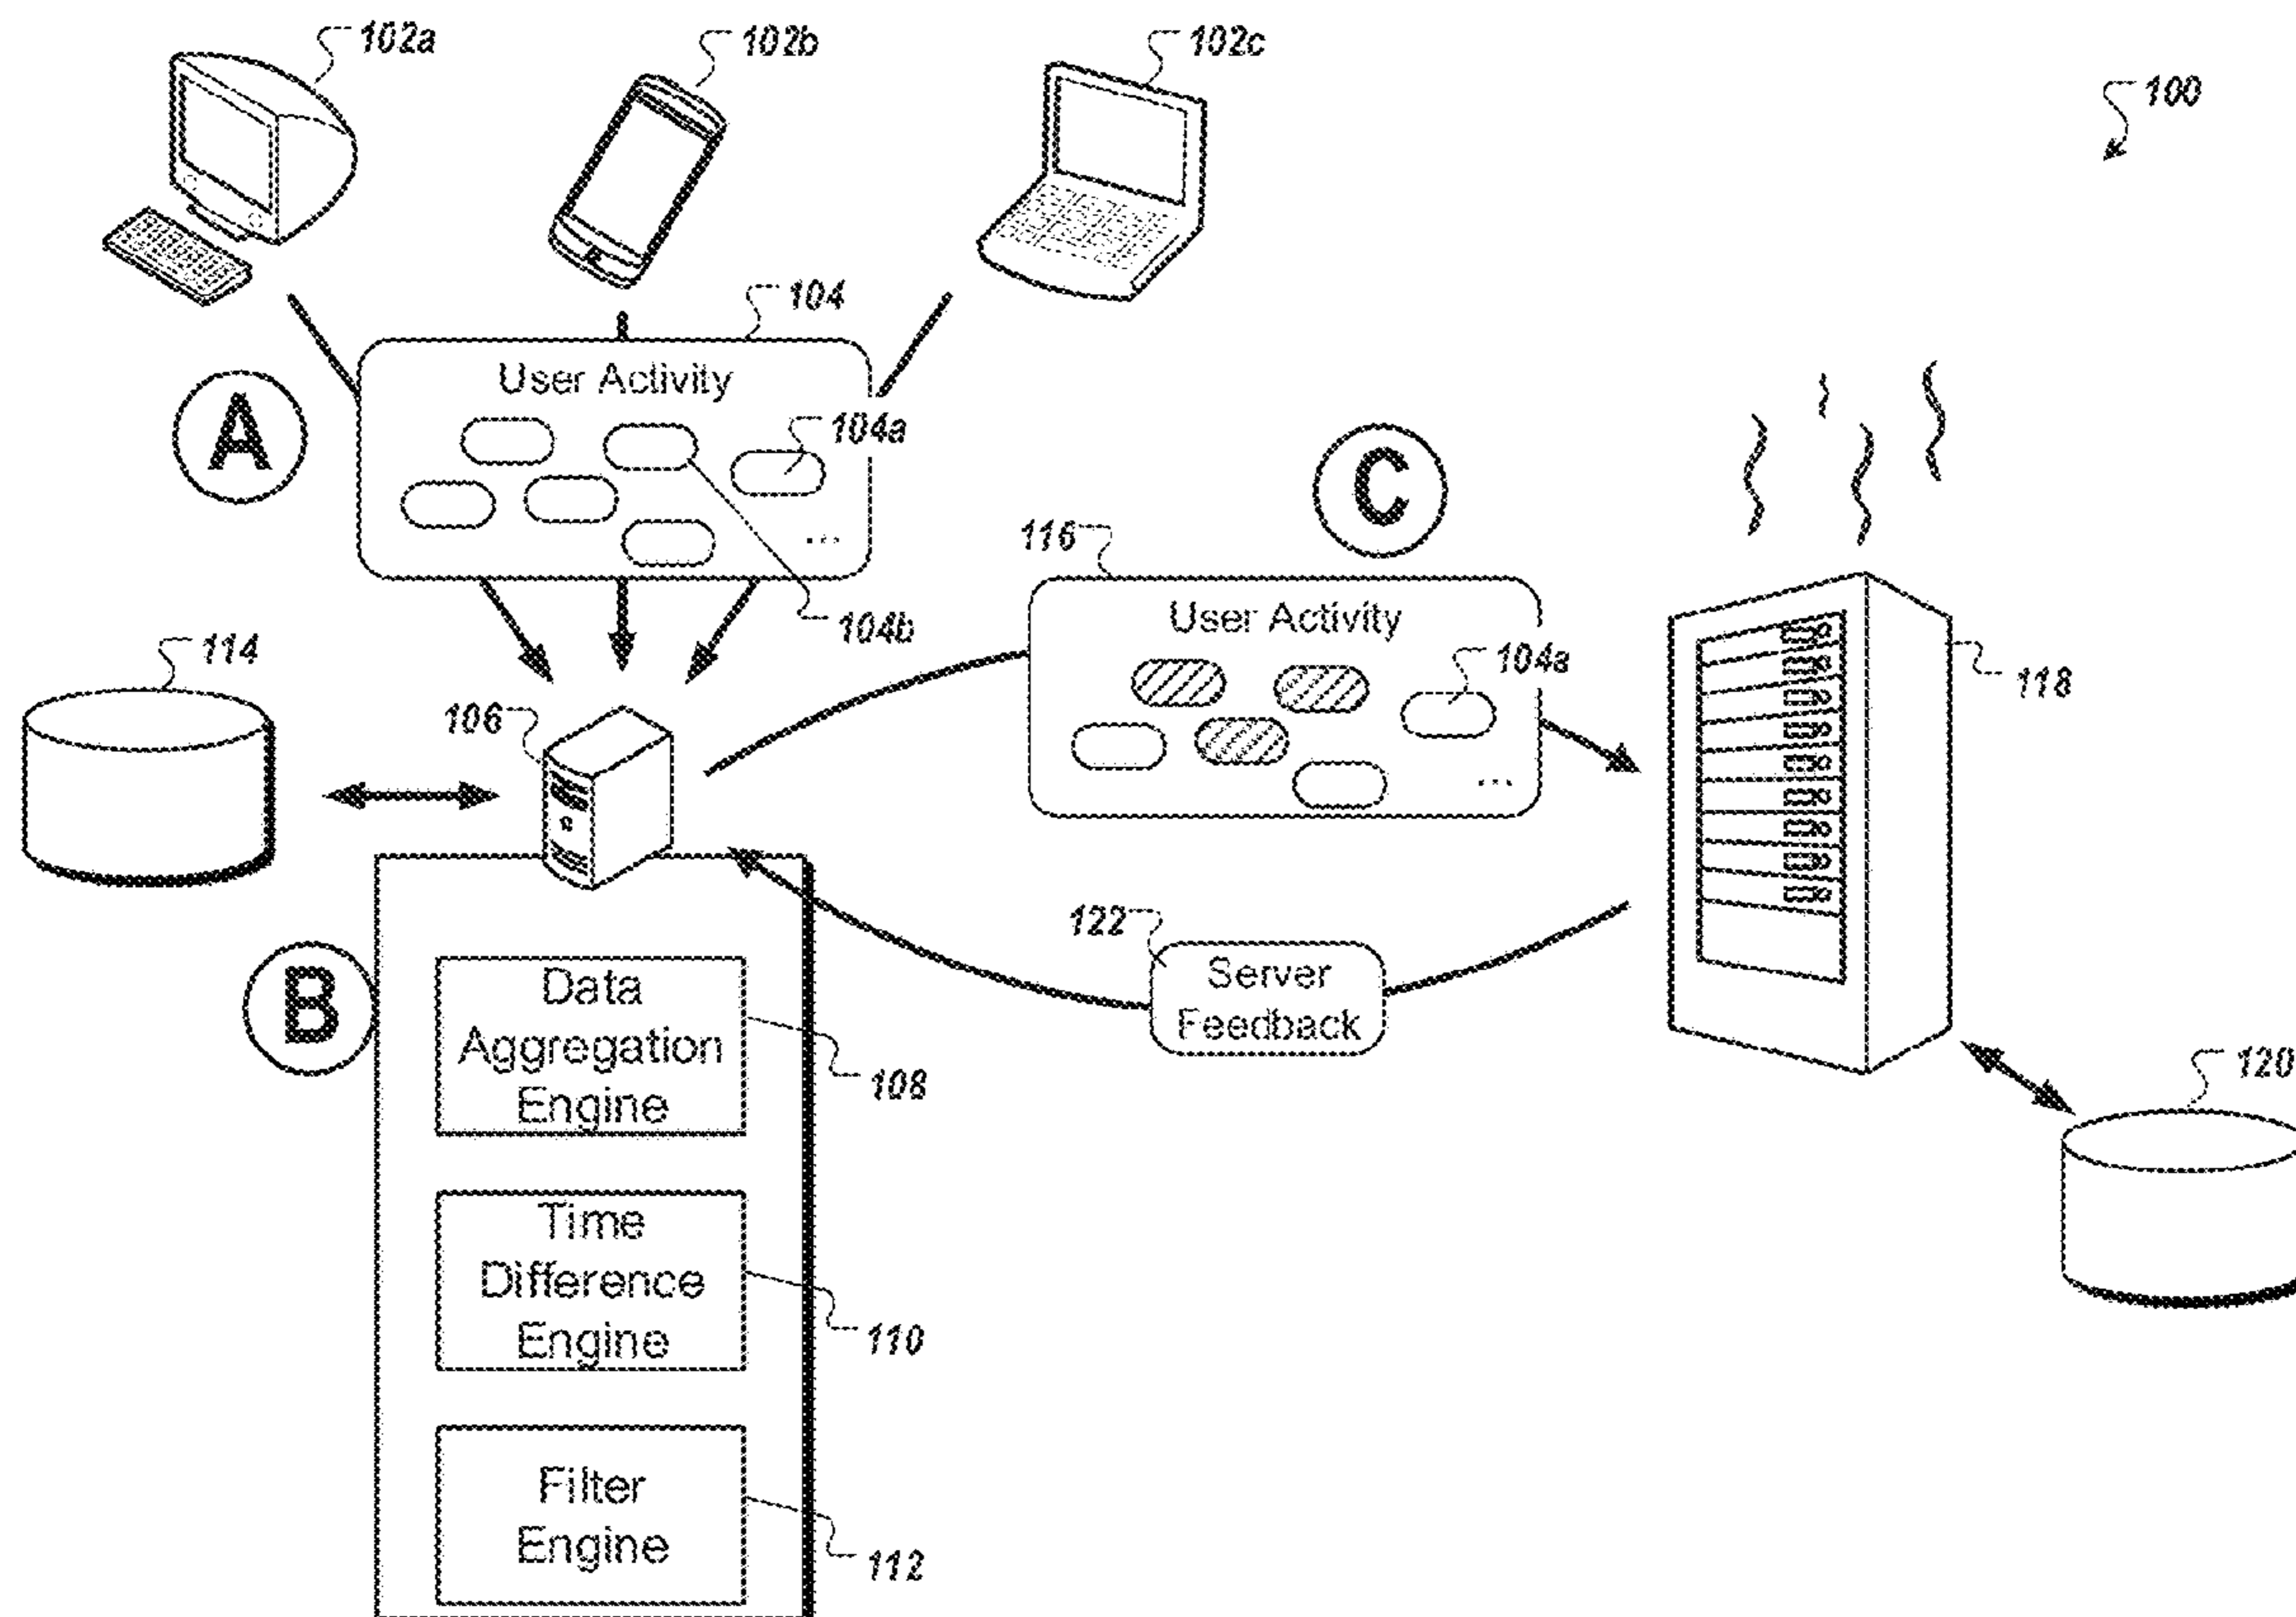 102a
102b
102c
100
104
User Activity
A
104a
C
116
104b
User Activity
104a
114
118
106
122
Server
Feedback
B
Data
Aggregation
Engine
108
120
Time
Difference
Engine
110
Filter
Engine
112
...
...